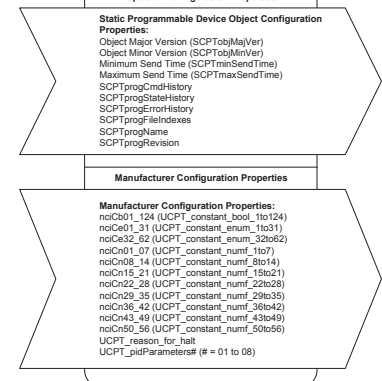 Static Programmable Device Object Configuration
Properties:
Object Major Version (SCPTobjMajVer)
Object Minor Version (SCPTobjMinVer)
Minimum Send Time (SCPTminSendTime)
Maximum Send Time (SCPTmaxSendTime)
SCPTprogCmdHistory
SCPTprogStateHistory
SCPTprogErrorHistory
SCPTprogFileIndexes
SCPTprogName
SCPTprogRevision
Manufacturer Configuration Properties
Manufacturer Configuration Properties:
nciCb01_124 (UCPT_constant_bool_1to124)
nciCe01_31 (UCPT_constant_enum_1to31)
nciCe32_62 (UCPT_constant_enum_32to62)
nciCn01_07 (UCPT_constant_numf_1to7)
nciCn08_14 (UCPT_constant_numf_8to14)
nciCn15_21 (UCPT_constant_numf_15to21)
nciCn22_28 (UCPT_constant_numf_22to28)
nciCn29_35 (UCPT_constant_numf_29to35)
nciCn36_42 (UCPT_constant_numf_36to42)
nciCn43_49 (UCPT_constant_numf_43to49)
nciCn50_56 (UCPT_constant_numf_50to56)
UCPT_reason_for_halt
UCPT_pidParameters# (# = 01 to 08)